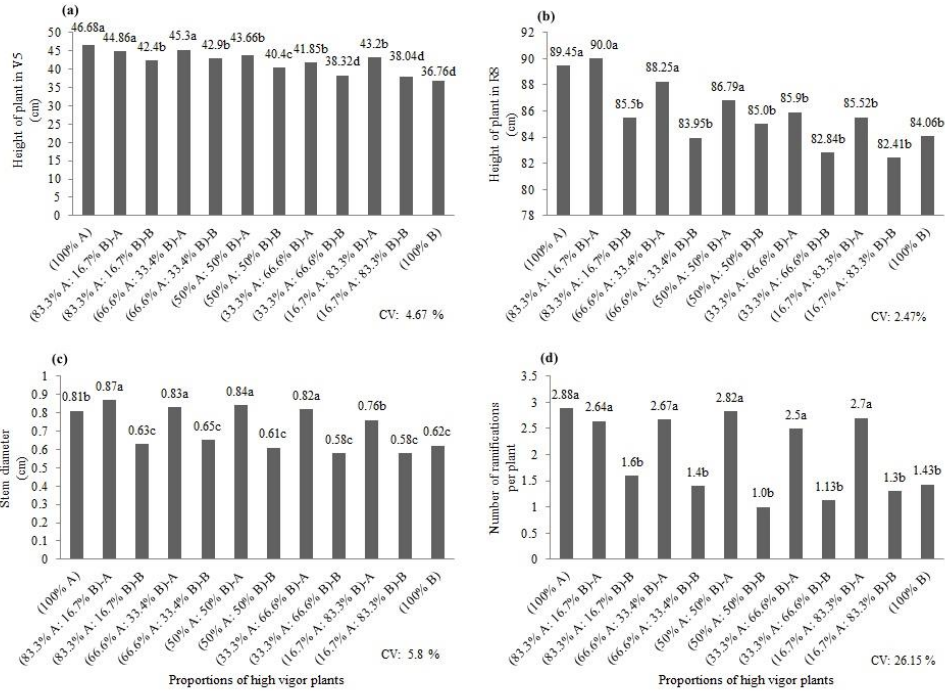 (a)
46.68a
44.86a
42.4b
45.3a
42.9b
43.66b
40.4c
41.85b
38.32d
43.2b
38.04d
36.76d
50
45
40
35
30
25
20
15
10
5
0
Height of plant in V5
(cm)
(100% A)
(83.3% A: 16.7% B)-A
(83.3% A: 16.7% B)-B
(66.6% A: 33.4% B)-A
(66.6% A: 33.4% B)-B
(50% A: 50% B)-A
(50% A: 50% B)-B
(33.3% A: 66.6% B)-A
(33.3% A: 66.6% B)-B
(16.7% A: 83.3% B)-A
(16.7% A: 83.3% B)-B
(100% B)
CV: 4.67 %
(b)
89.45a
90.0a
85.5b
88.25a
83.95b
86.79a
85.0b
85.9b
82.84b
85.52b
82.41b
84.06b
92
90
88
86
84
82
80
78
Height of plant in R8
(cm)
(100% A)
(83.3% A: 16.7% B)-A
(83.3% A: 16.7% B)-B
(66.6% A: 33.4% B)-A
(66.6% A: 33.4% B)-B
(50% A: 50% B)-A
(50% A: 50% B)-B
(33.3% A: 66.6% B)-A
(33.3% A: 66.6% B)-B
(16.7% A: 83.3% B)-A
(16.7% A: 83.3% B)-B
(100% B)
CV: 2.47%
(c)
0.81b
0.87a
0.63c
0.83a
0.65c
0.84a
0.61c
0.82a
0.58c
0.76b
0.58c
0.62c
1
0.9
0.8
0.7
0.6
0.5
0.4
0.3
0.2
0.1
0
Stem diameter
(cm)
(100% A)
(83.3% A: 16.7% B)-A
(83.3% A: 16.7% B)-B
(66.6% A: 33.4% B)-A
(66.6% A: 33.4% B)-B
(50% A: 50% B)-A
(50% A: 50% B)-B
(33.3% A: 66.6% B)-A
(33.3% A: 66.6% B)-B
(16.7% A: 83.3% B)-A
(16.7% A: 83.3% B)-B
(100% B)
CV: 5.8 %
Proportions of high vigor plants
(d)
2.88a
2.64a
1.6b
2.67a
1.4b
2.82a
1.0b
2.5a
1.13b
2.7a
1.3b
1.43b
3.5
3
2.5
2
1.5
1
0.5
0
Number of ramifications
per plant
(100% A)
(83.3% A: 16.7% B)-A
(83.3% A: 16.7% B)-B
(66.6% A: 33.4% B)-A
(66.6% A: 33.4% B)-B
(50% A: 50% B)-A
(50% A: 50% B)-B
(33.3% A: 66.6% B)-A
(33.3% A: 66.6% B)-B
(16.7% A: 83.3% B)-A
(16.7% A: 83.3% B)-B
(100% B)
CV: 26.15 %
Proportions of high vigor plants